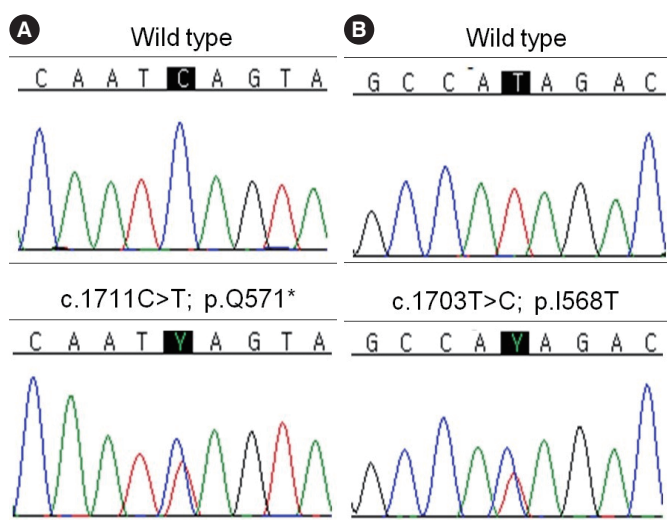 A
Wild type
C A A T C A G T A
c.1711C>T; p.Q571*
C A A T Y A G T A
B
Wild type
G C C A T A G A C
c.1703T>C; p.I568T
G C C A Y A G A C